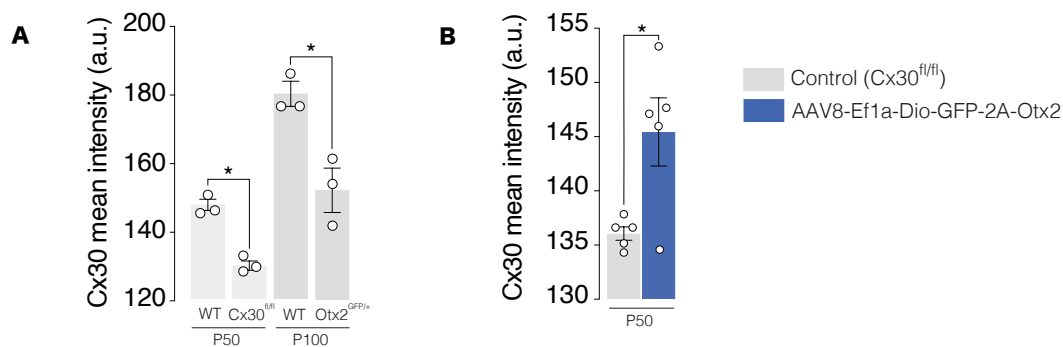 A
Cx30 mean intensity (a.u.)
200
180
160
140
120
*
*
WT Cx30fl/fl WT Otx2GFP/+
P50 P100
B
Cx30 mean intensity (a.u.)
155
150
145
140
135
130
*
P50
Control (Cx30fl/fl)
AAV8-Ef1a-Dio-GFP-2A-Otx2